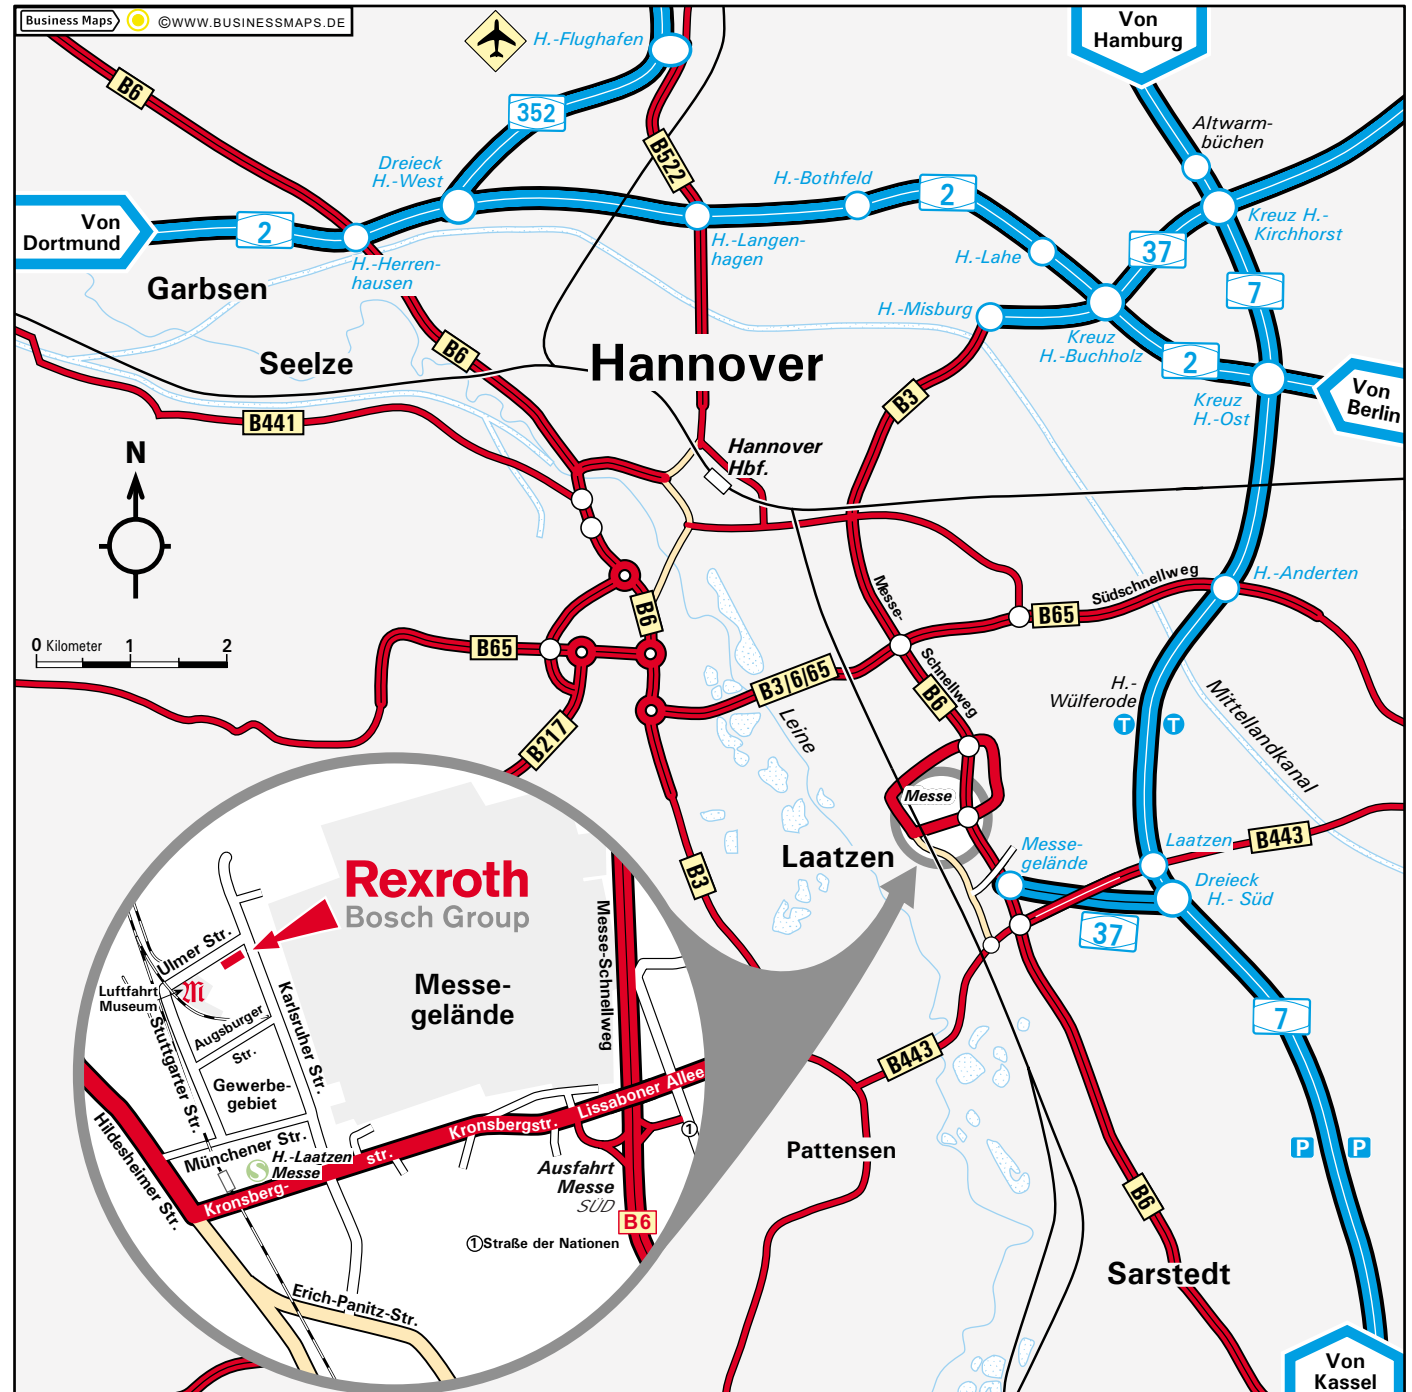 Business Maps
©WWW.BUSINESSMAPS.DE
H.-Flughafen
Von
Hamburg
B6
352
B522
Altwarm-
büchen
Dreieck
H.-West
H.-Bothfeld
2
Von
Dortmund
2
H.-Herren-
hausen
H.-Langen-
hagen
H.-Lahe
37
Kreuz H.-
Kirchhorst
7
Garbsen
H.-Misburg
Kreuz
H.-Buchholz
2
Seelze
B6
Hannover
Von
Berlin
Kreuz
H.-Ost
B441
B3
N
Hannover
Hbf.
0 Kilometer 1 2
B65
B6
Messe-
Schnellweg
B65
Südschnellweg
H.-Anderten
B3/6/65
B6
H.-
Wülferode
T
T
Mittellandkanal
Leine
B217
Messe
Laatzen
Messe-
gelände
Laatzen
B443
Dreieck
H.- Süd
37
B3
7
B443
Pattensen
P
P
B6
Sarstedt
Von
Kassel
Rexroth
Bosch Group
Messe-
gelände
Messe-Schnellweg
Ulmer Str.
Luftfahrt
Museum
M
Augsburger
Str.
Karlsruher Str.
Stuttgarter Str.
Gewerbe-
gebiet
Münchener Str.
H.-Laatzen
Messe
S
Hildesheimer Str.
Kronsberg-
str.
Kronsbergstr.
Lissaboner Allee
1
Ausfahrt
Messe
SÜD
B6
1 Straße der Nationen
Erich-Panitz-Str.